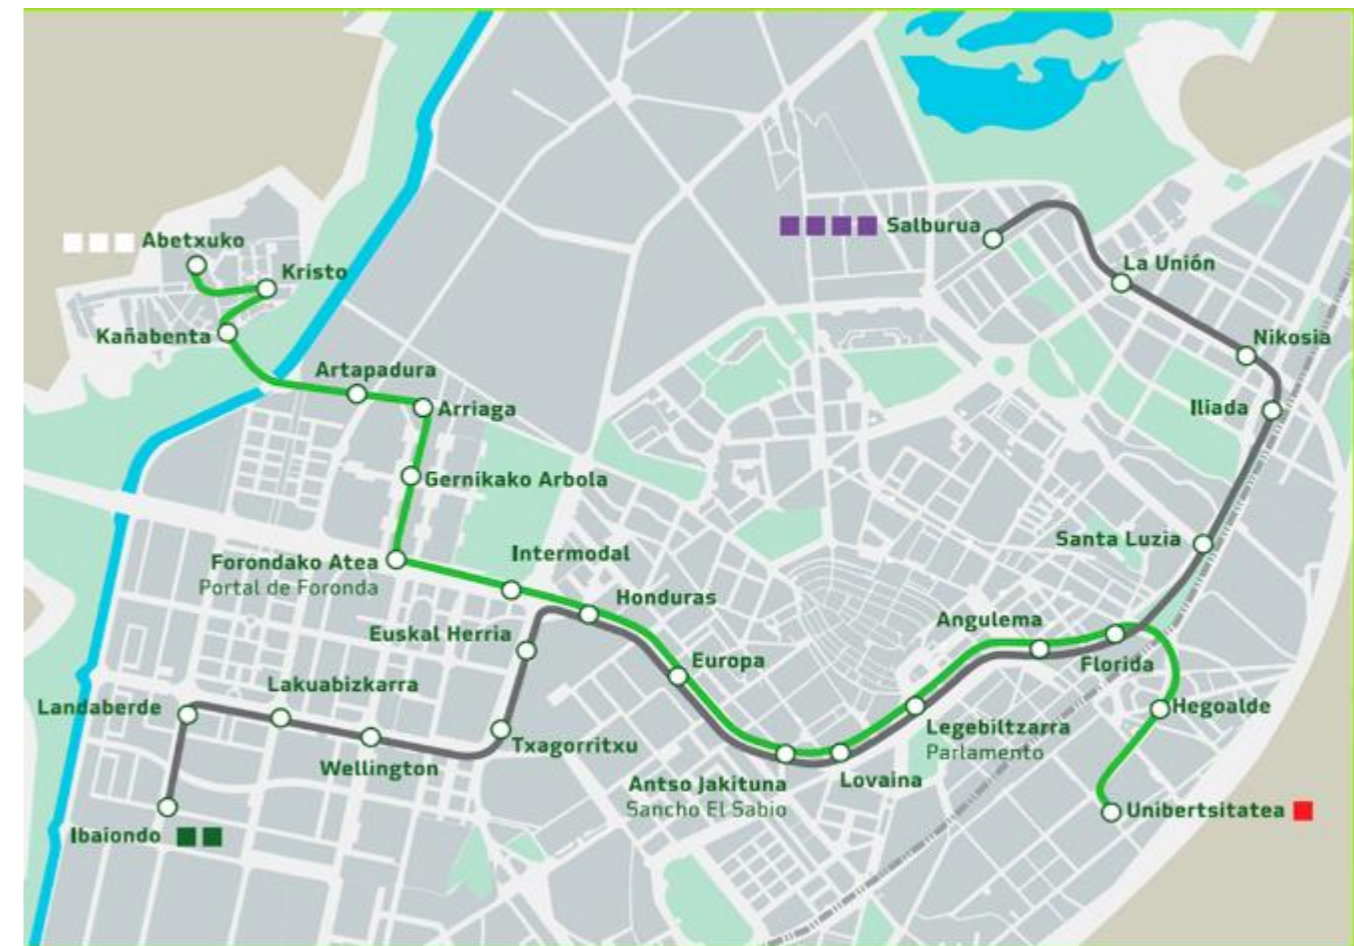 Abetxuko
Kristo
Kañabenta
Artapadura
Arriaga
Gernikako Arbola
Forondako Atea
Portal de Foronda
Intermodal
Honduras
Euskal Herria
Europa
Lakuabizkarra
Landaberde
Wellington
Txagorritxu
Ibaiondo
Antso Jakituna
Sancho El Sabio
Lovaina
Legebiltzarra
Parlamento
Angulema
Florida
Hegoalde
Unibertsitatea
Santa Luzia
Iliada
Nikosia
La Unión
Salburua